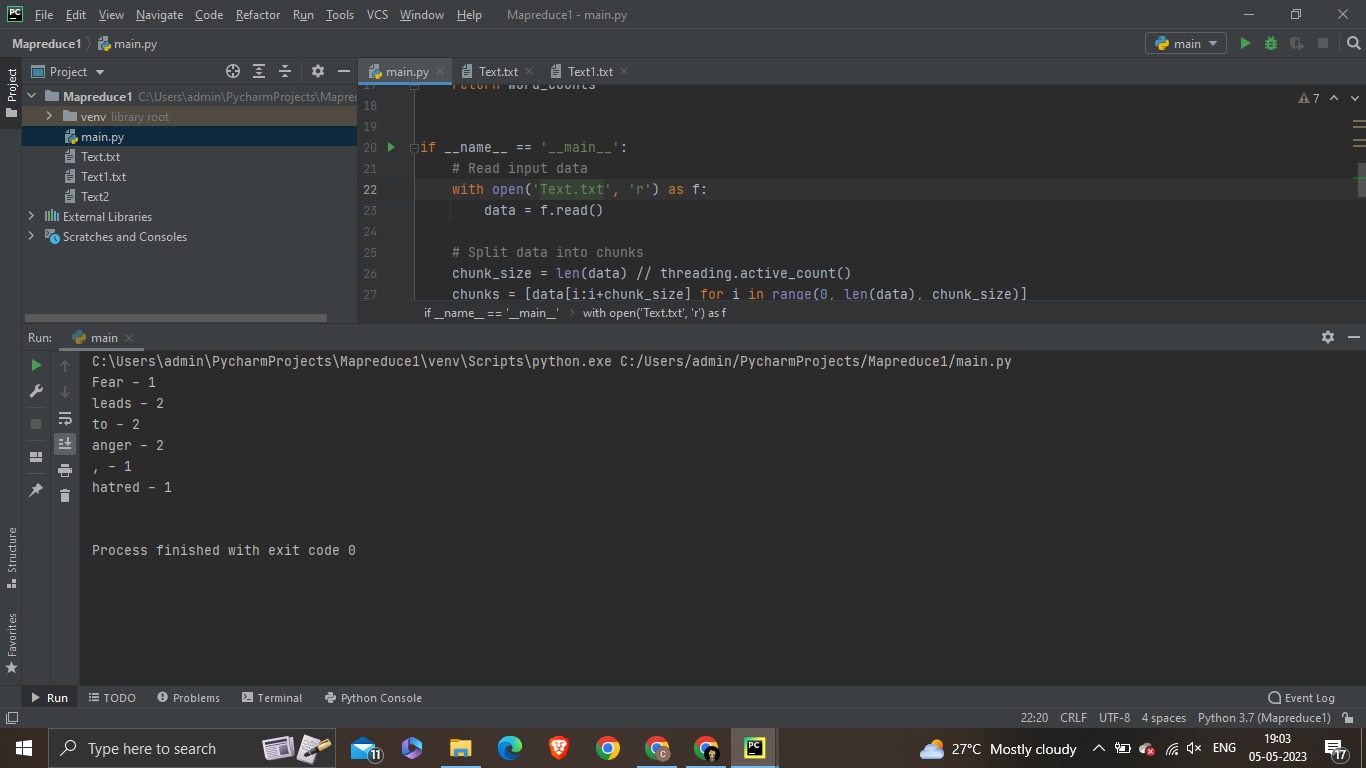 PC File Edit View Navigate Code Refactor Run Tools VCS Window Help Mapreduce1 - main.py
Mapreduce1 main.py main
Project
Project main.py Text.txt Text1.txt
Mapreduce1 C:\Users\admin\PycharmProjects\Mapre
venv library root
main.py
Text.txt
Text1.txt
Text2
External Libraries
Scratches and Consoles
17 return word_counts
18
19
20 if __name__ == '__main__':
21 # Read input data
22 with open('Text.txt', 'r') as f:
23 data = f.read()
24
25 # Split data into chunks
26 chunk_size = len(data) // threading.active_count()
27 chunks = [data[i:i+chunk_size] for i in range(0, len(data), chunk_size)]
7
if __name__ == '__main__' › with open('Text.txt', 'r') as f
Run: main
C:\Users\admin\PycharmProjects\Mapreduce1\venv\Scripts\python.exe C:/Users/admin/PycharmProjects/Mapreduce1/main.py
Fear - 1
leads - 2
to - 2
anger - 2
, - 1
hatred - 1
Process finished with exit code 0
Structure
Favorites
Run TODO Problems Terminal Python Console Event Log
22:20 CRLF UTF-8 4 spaces Python 3.7 (Mapreduce1)
Type here to search 11 C PC 27°C Mostly cloudy ENG 19:03
05-05-2023 17